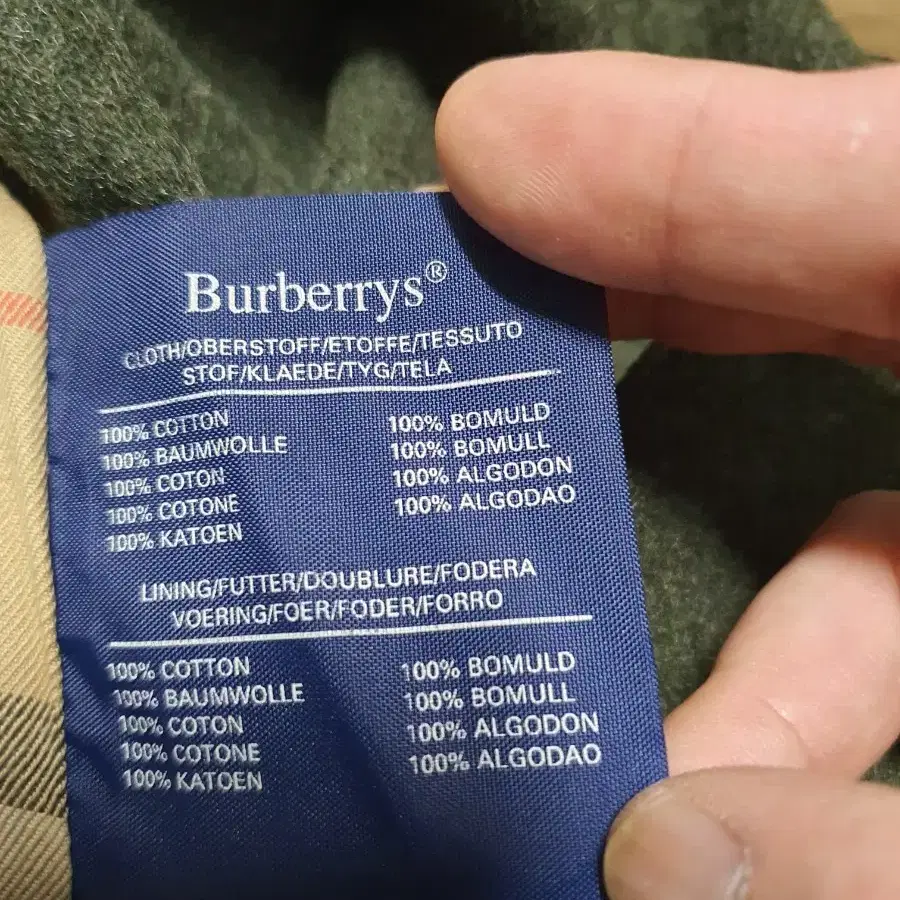 Burberrys®
CLOTH/OBERSTOFF/ETOFFE/TESSUTO
STOF/KLAEDE/TYG/TELA
100% COTTON
100% BAUMWOLLE
100% COTON
100% COTONE
100% KATOEN
100% BOMULD
100% BOMULL
100% ALGODON
100% ALGODAO
LINING/FUTTER/DOUBLURE/FODERA
VOERING/FOER/FODER/FORRO
100% COTTON
100% BAUMWOLLE
100% COTON
100% COTONE
100% KATOEN
100% BOMULD
100% BOMULL
100% ALGODON
100% ALGODAO